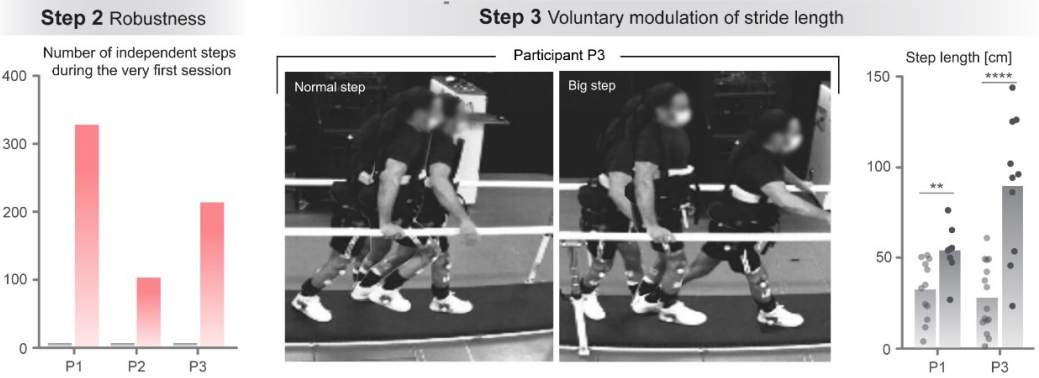 Step 2 Robustness
Number of independent steps
during the very first session
400
300
200
100
0
P1 P2 P3
Step 3 Voluntary modulation of stride length
Participant P3
Normal step
Big step
Step length [cm]
150
100
50
0
**
****
P1 P3